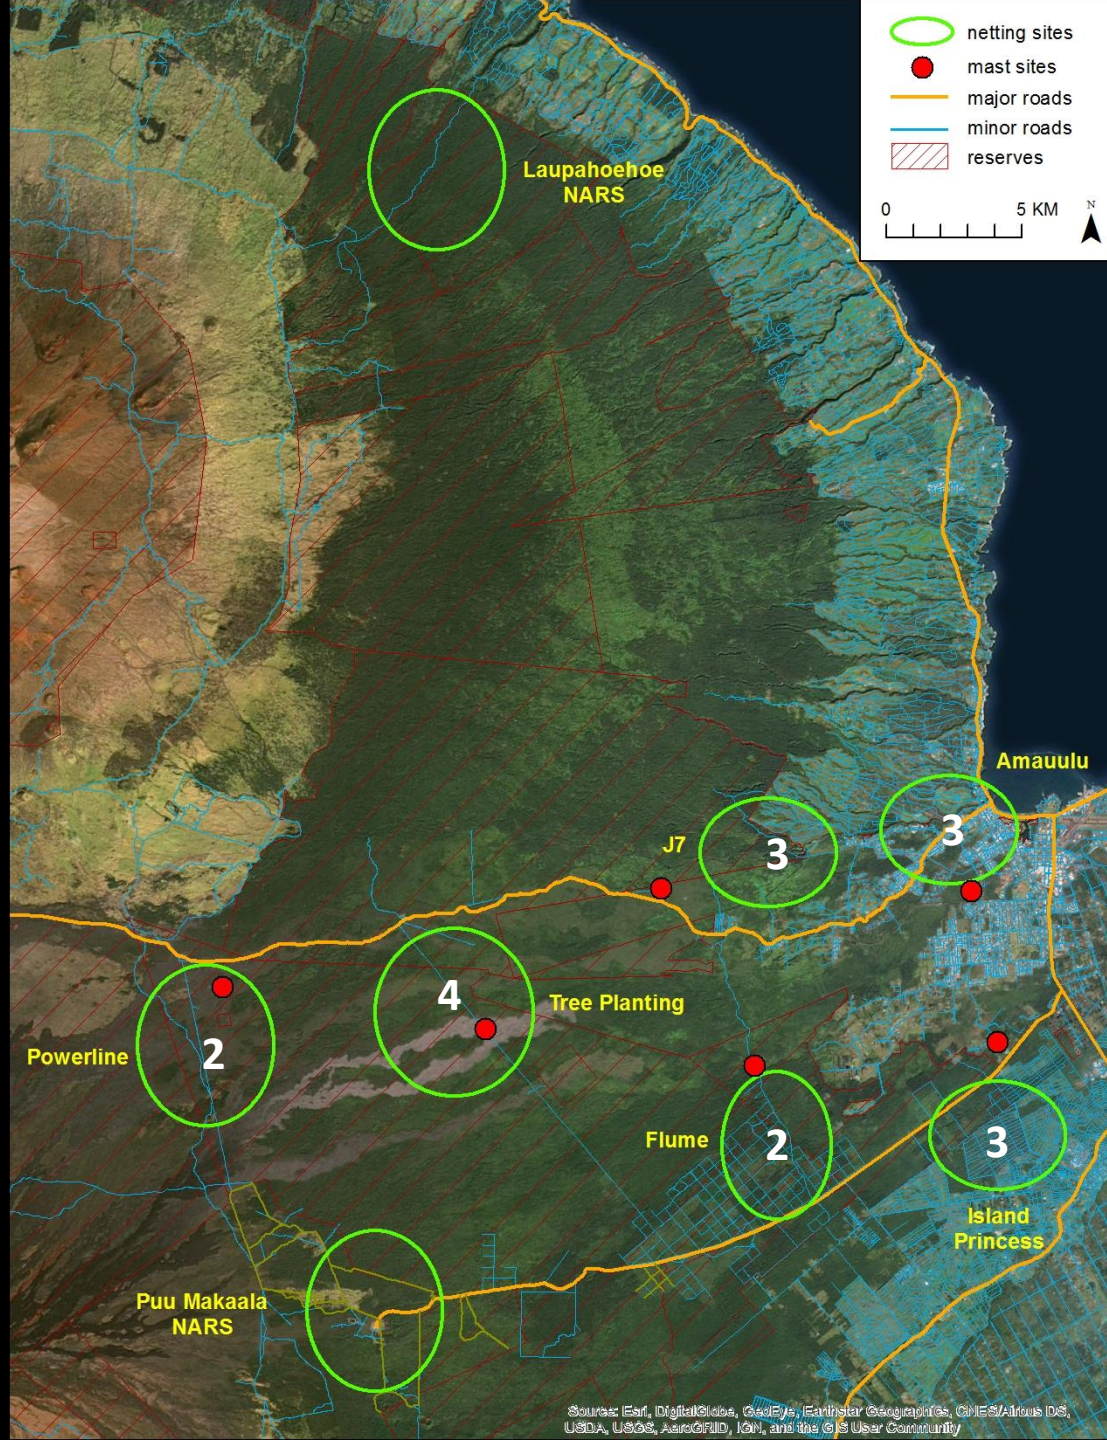 netting sites
mast sites
major roads
minor roads
reserves
0 5 KM
N
Laupahoehoe
NARS
Amauulu
J7
3
3
4
Tree Planting
Powerline
2
Flume
2
3
Island
Princess
Puu Makaala
NARS
Source: Esri, DigitalGlobe, GeoEye, Earthstar Geographics, CNES/Airbus DS,
USDA, USGS, AeroGRID, IGN, and the GIS User Community